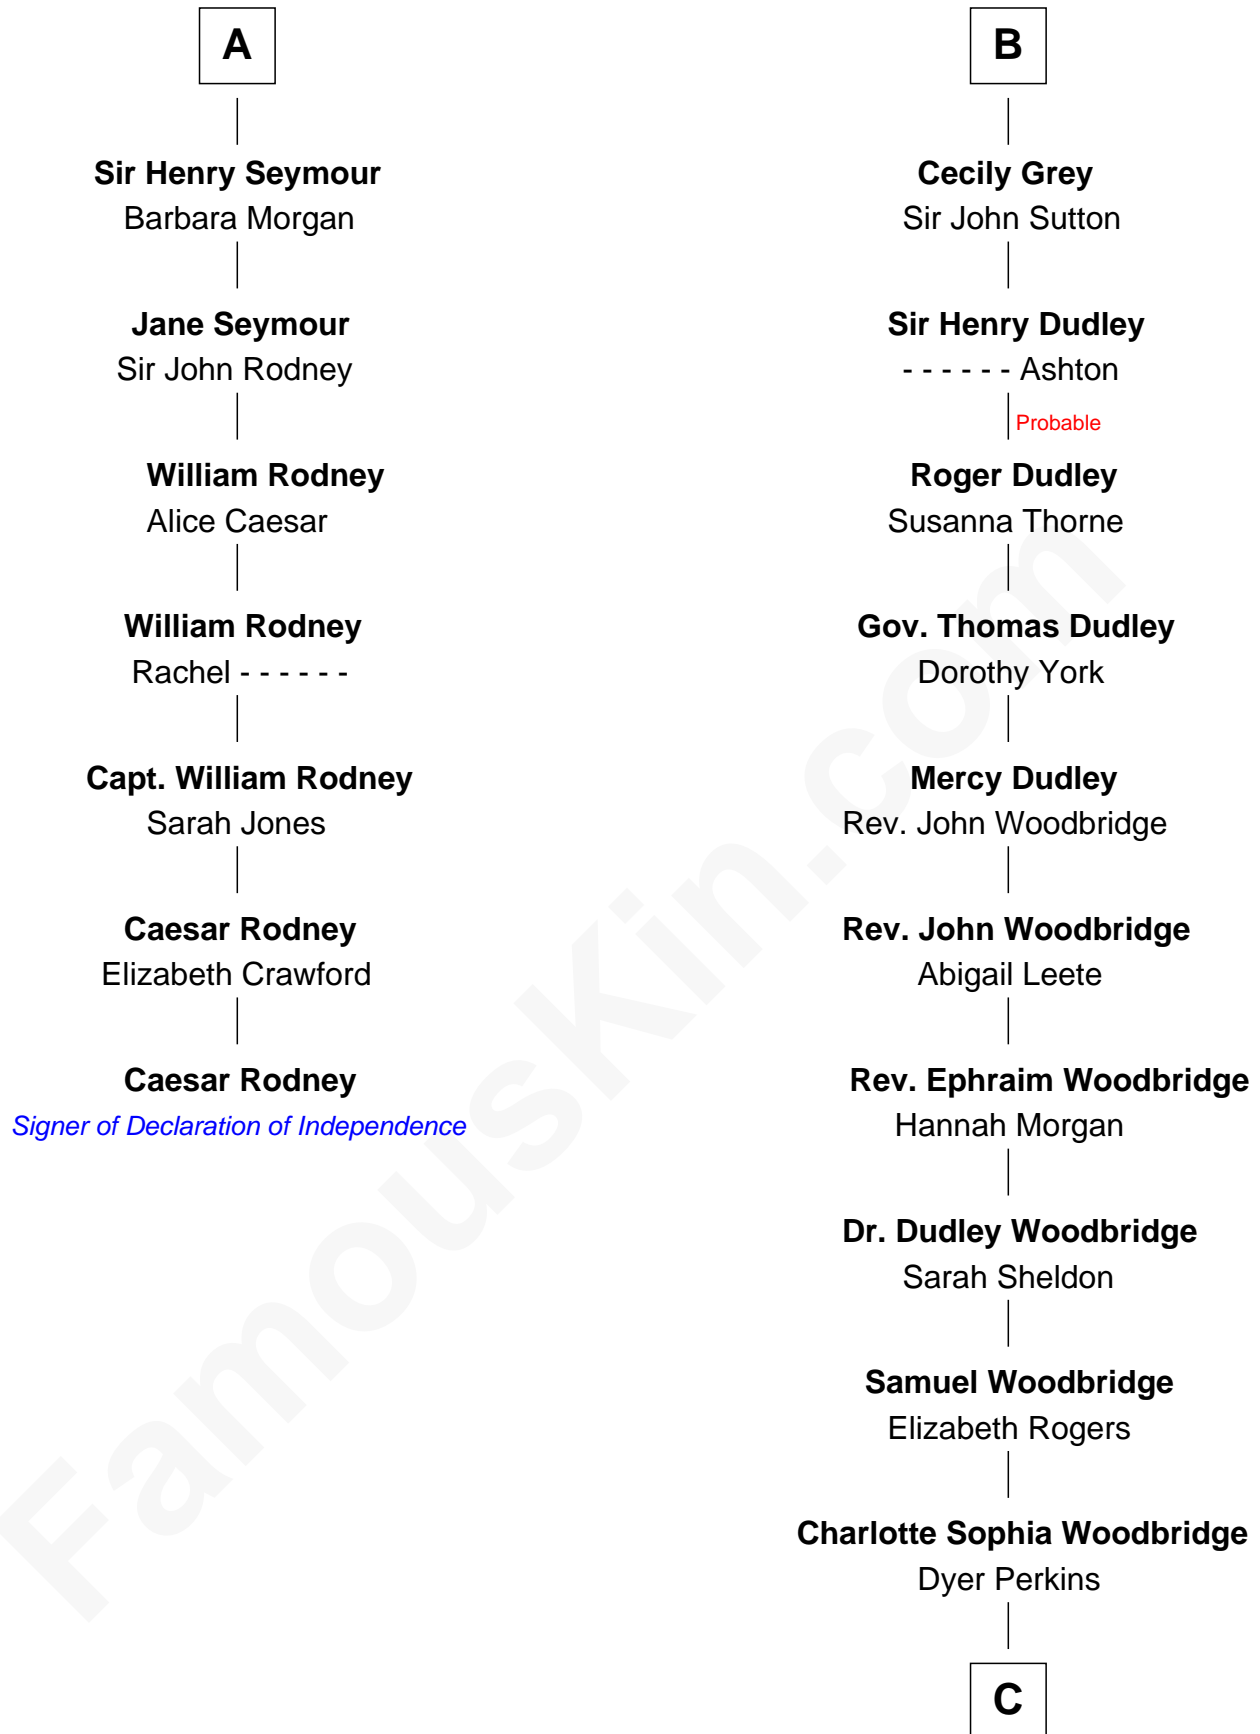 A
Sir Henry Seymour
Barbara Morgan
Jane Seymour
Sir John Rodney
William Rodney
Alice Caesar
William Rodney
Rachel - - - - - -
Capt. William Rodney
Sarah Jones
Caesar Rodney
Elizabeth Crawford
Caesar Rodney
Signer of Declaration of Independence
B
Cecily Grey
Sir John Sutton
Sir Henry Dudley
- - - - - - Ashton
Probable
Roger Dudley
Susanna Thorne
Gov. Thomas Dudley
Dorothy York
Mercy Dudley
Rev. John Woodbridge
Rev. John Woodbridge
Abigail Leete
Rev. Ephraim Woodbridge
Hannah Morgan
Dr. Dudley Woodbridge
Sarah Sheldon
Samuel Woodbridge
Elizabeth Rogers
Charlotte Sophia Woodbridge
Dyer Perkins
C
FamousKin.com